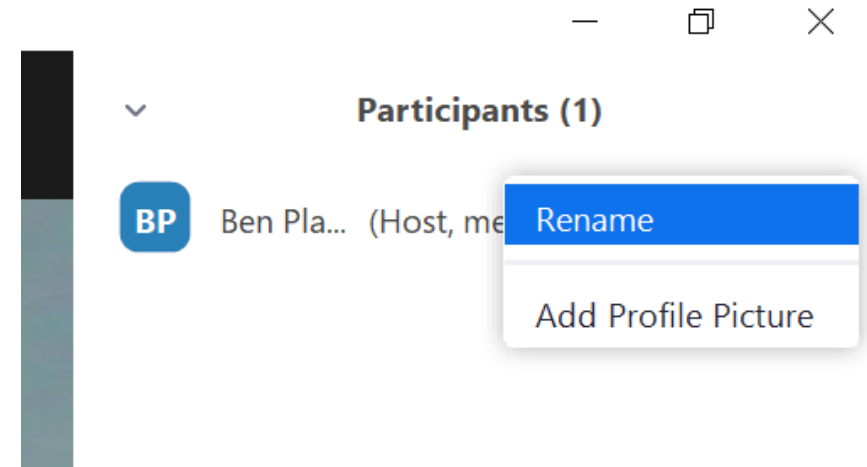 Participants (1)
BP Ben Pla... (Host, me
Rename
Add Profile Picture